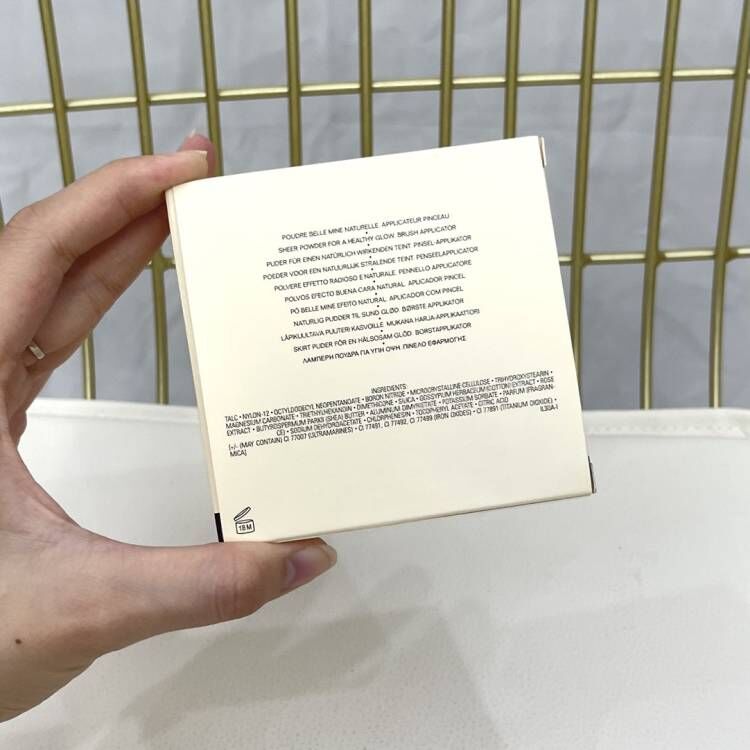 POUDRE BELLE MINE NATURELLE. APPLICATEUR PINCEAU
•
SHEER POWDER FOR A HEALTHY GLOW. BRUSH APPLICATOR
•
PUDER FÜR EINEN NATÜRLICH WIRKENDEN TEINT. PINSEL APPLIKATOR
•
POEDER VOOR EEN NATUURLIJK STRALENDE TEINT. PENSEELAPPLICATOR
•
POLVERE EFFETTO RADIOSO E NATURALE. PENNELLO APPLICATORE
•
POLVOS EFECTO BUENA CARA NATURAL. APLICADOR PINCEL
•
PÓ BELLE MINE EFEITO NATURAL. APLICADOR COM PINCEL
•
NATURLIG PUDDER TIL SUND GLØD. BØRSTE APPLIKATOR
•
LÄPIKUULTAVA PUUTERI KASVOILLE. MUKANA HARJA-APPLIKAATTORI
•
SKIRT PUDER FÖR EN HÄLSOSAM GLÖD. BORSTAPPLIKATOR
•
ΛΑΜΠΕΡΗ ΠΟΥΔΡΑ ΓΙΑ ΥΓΙΗ ΟΨΗ. ΠΙΝΕΛΟ ΕΦΑΡΜΟΓΗΣ
INGREDIENTS:
TALC • NYLON-12 • OCTYLDODECYL NEOPENTANOATE • BORON NITRIDE • MICROCRYSTALLINE CELLULOSE • TRIHYDROXYSTEARIN •
MAGNESIUM CARBONATE • TRIETHYLHEXANOIN • DIMETHICONE • SILICA • GOSSYPIUM HERBACEUM (COTTON) EXTRACT • ROSE
EXTRACT • BUTYROSPERMUM PARKII (SHEA) BUTTER • ALUMINUM DIMYRISTATE • POTASSIUM SORBATE • PARFUM (FRAGRAN-
CE) • SODIUM DEHYDROACETATE • CHLORPHENESIN • TOCOPHERYL ACETATE • CITRIC ACID
[+/- (MAY CONTAIN) CI 77007 (ULTRAMARINES) • CI 77491, CI 77492, CI 77499 (IRON OXIDES) • CI 77891 (TITANIUM DIOXIDE) •
MICA] IL30A-1
18 M